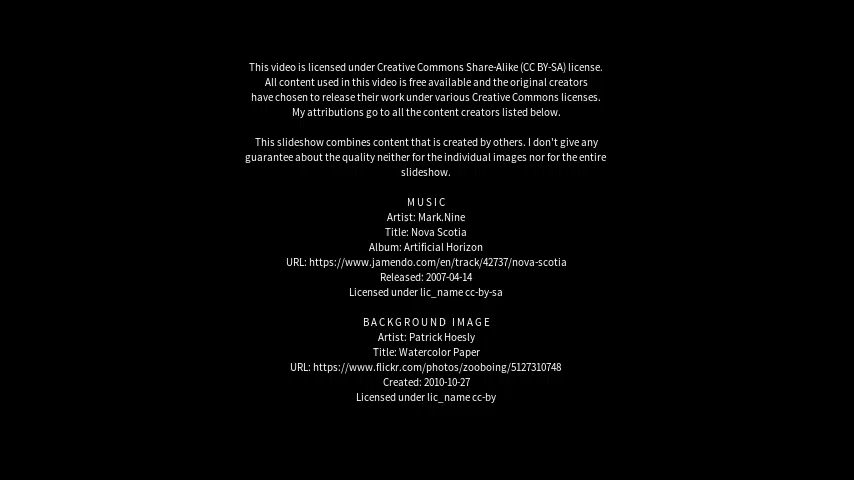 This video is licensed under Creative Commons Share-Alike (CC BY-SA) license.
All content used in this video is free available and the original creators
have chosen to release their work under various Creative Commons licenses.
My attributions go to all the content creators listed below.
This slideshow combines content that is created by others. I don't give any
guarantee about the quality neither for the individual images nor for the entire
slideshow.
MUSIC
Artist: Mark.Nine
Title: Nova Scotia
Album: Artificial Horizon
URL: https://www.jamendo.com/en/track/42737/nova-scotia
Released: 2007-04-14
Licensed under lic_name cc-by-sa
BACKGROUND IMAGE
Artist: Patrick Hoesly
Title: Watercolor Paper
URL: https://www.flickr.com/photos/zooboing/5127310748
Created: 2010-10-27
Licensed under lic_name cc-by